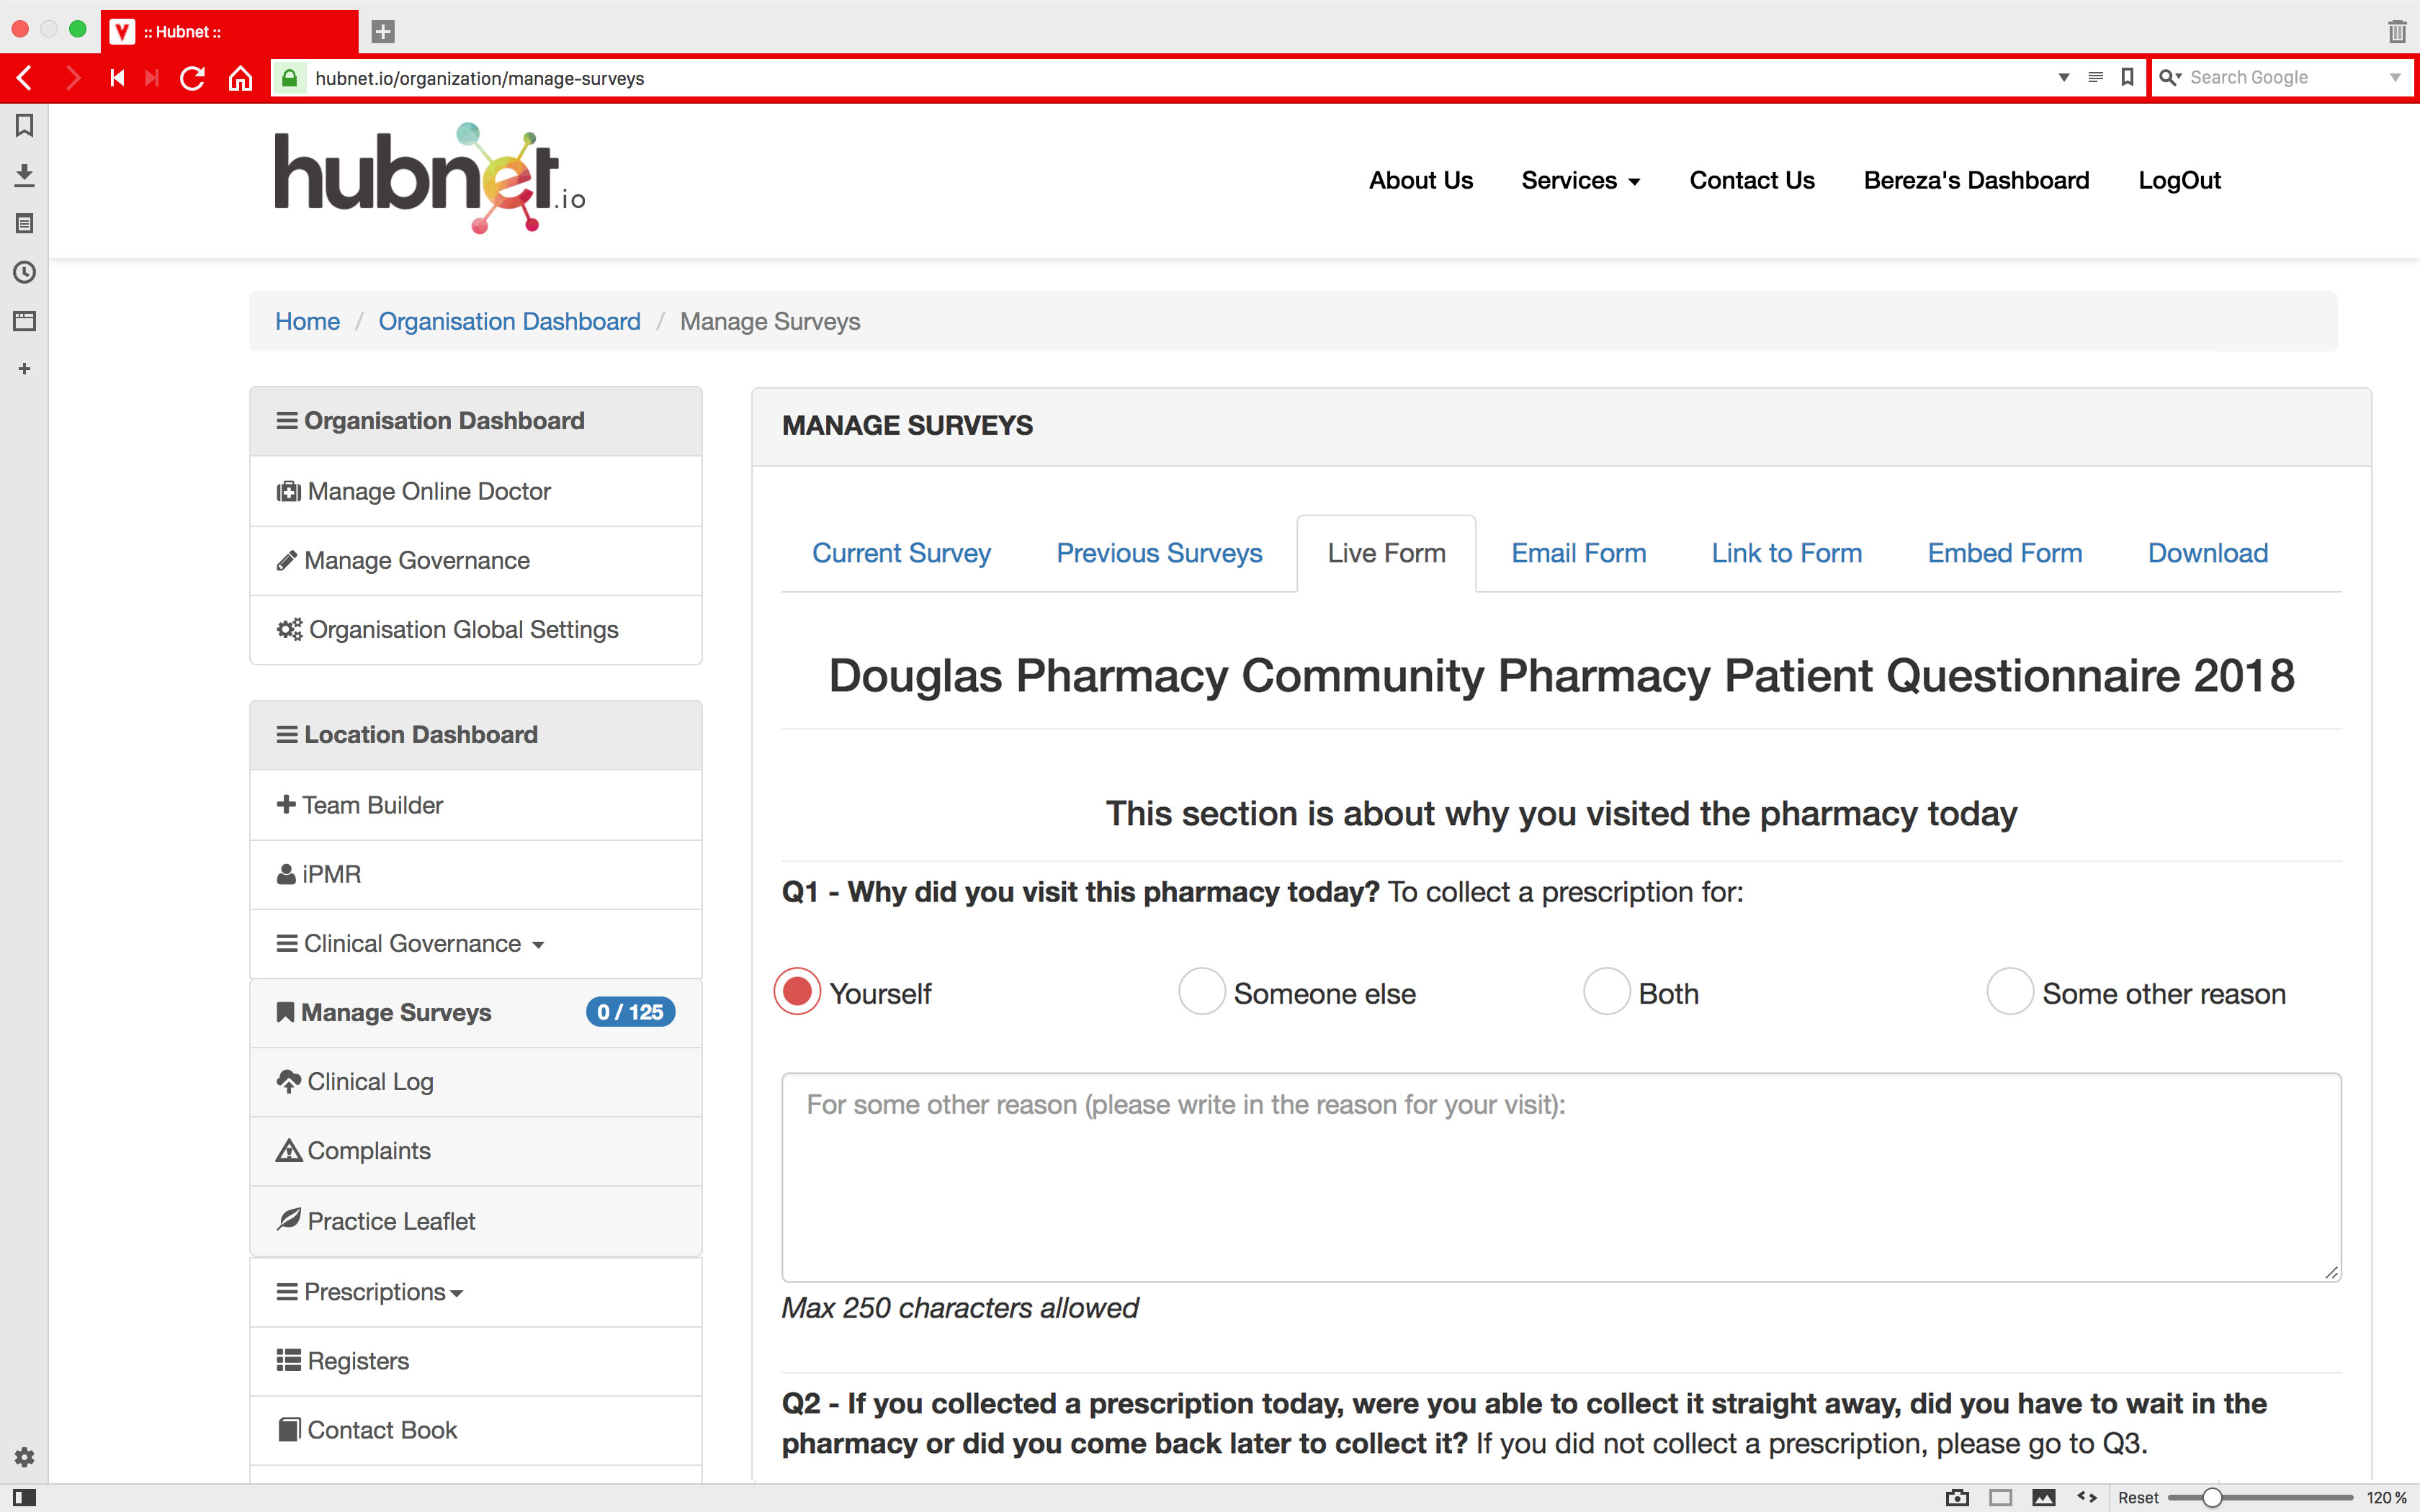 :: Hubnet ::
hubnet.io/organization/manage-surveys
Search Google
hubnet.io
About Us
Services
Contact Us
Bereza's Dashboard
LogOut
Home / Organisation Dashboard / Manage Surveys
Organisation Dashboard
Manage Online Doctor
Manage Governance
Organisation Global Settings
Location Dashboard
Team Builder
iPMR
Clinical Governance
Manage Surveys 0 / 125
Clinical Log
Complaints
Practice Leaflet
Prescriptions
Registers
Contact Book
MANAGE SURVEYS
Current Survey
Previous Surveys
Live Form
Email Form
Link to Form
Embed Form
Download
Douglas Pharmacy Community Pharmacy Patient Questionnaire 2018
This section is about why you visited the pharmacy today
Q1 - Why did you visit this pharmacy today? To collect a prescription for:
Yourself
Someone else
Both
Some other reason
For some other reason (please write in the reason for your visit):
Max 250 characters allowed
Q2 - If you collected a prescription today, were you able to collect it straight away, did you have to wait in the
pharmacy or did you come back later to collect it? If you did not collect a prescription, please go to Q3.
Reset
120 %